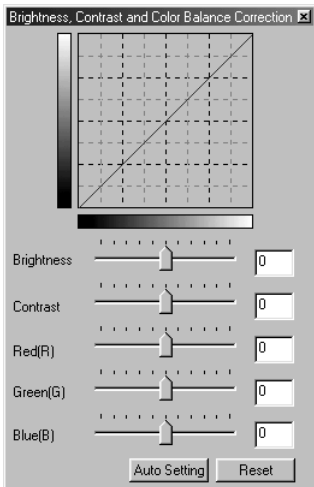 Brightness, Contrast and Color Balance Correction
Brightness 0
Contrast 0
Red(R) 0
Green(G) 0
Blue(B) 0
Auto Setting Reset